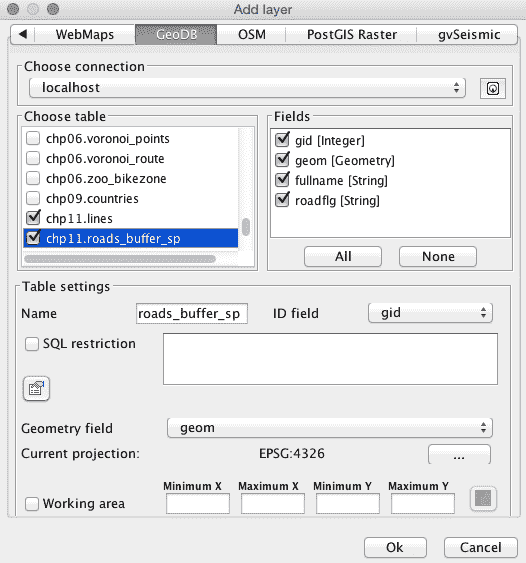 Add layer
WebMaps GeoDB OSM PostGIS Raster gvSeismic
Choose connection
localhost
Choose table
chp06.voronoi_points
chp06.voronoi_route
chp06.zoo_bikezone
chp09.countries
chp11.lines
chp11.roads_buffer_sp
Fields
gid [Integer]
geom [Geometry]
fullname [String]
roadflg [String]
All None
Table settings
Name roads_buffer_sp ID field gid
SQL restriction
Geometry field geom
Current projection: EPSG:4326 ...
Minimum X Maximum X Minimum Y Maximum Y
Working area
Ok Cancel